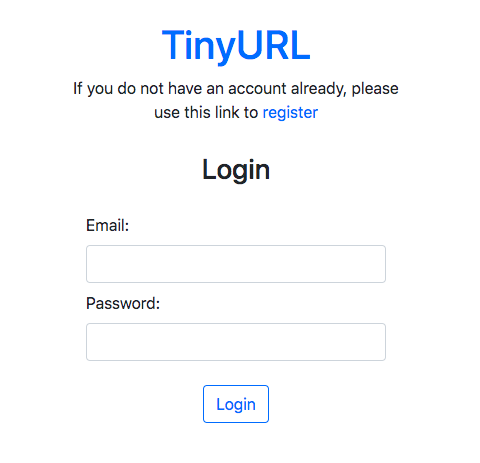 TinyURL
If you do not have an account already, please
use this link to register
Login
Email:
Password:
Login